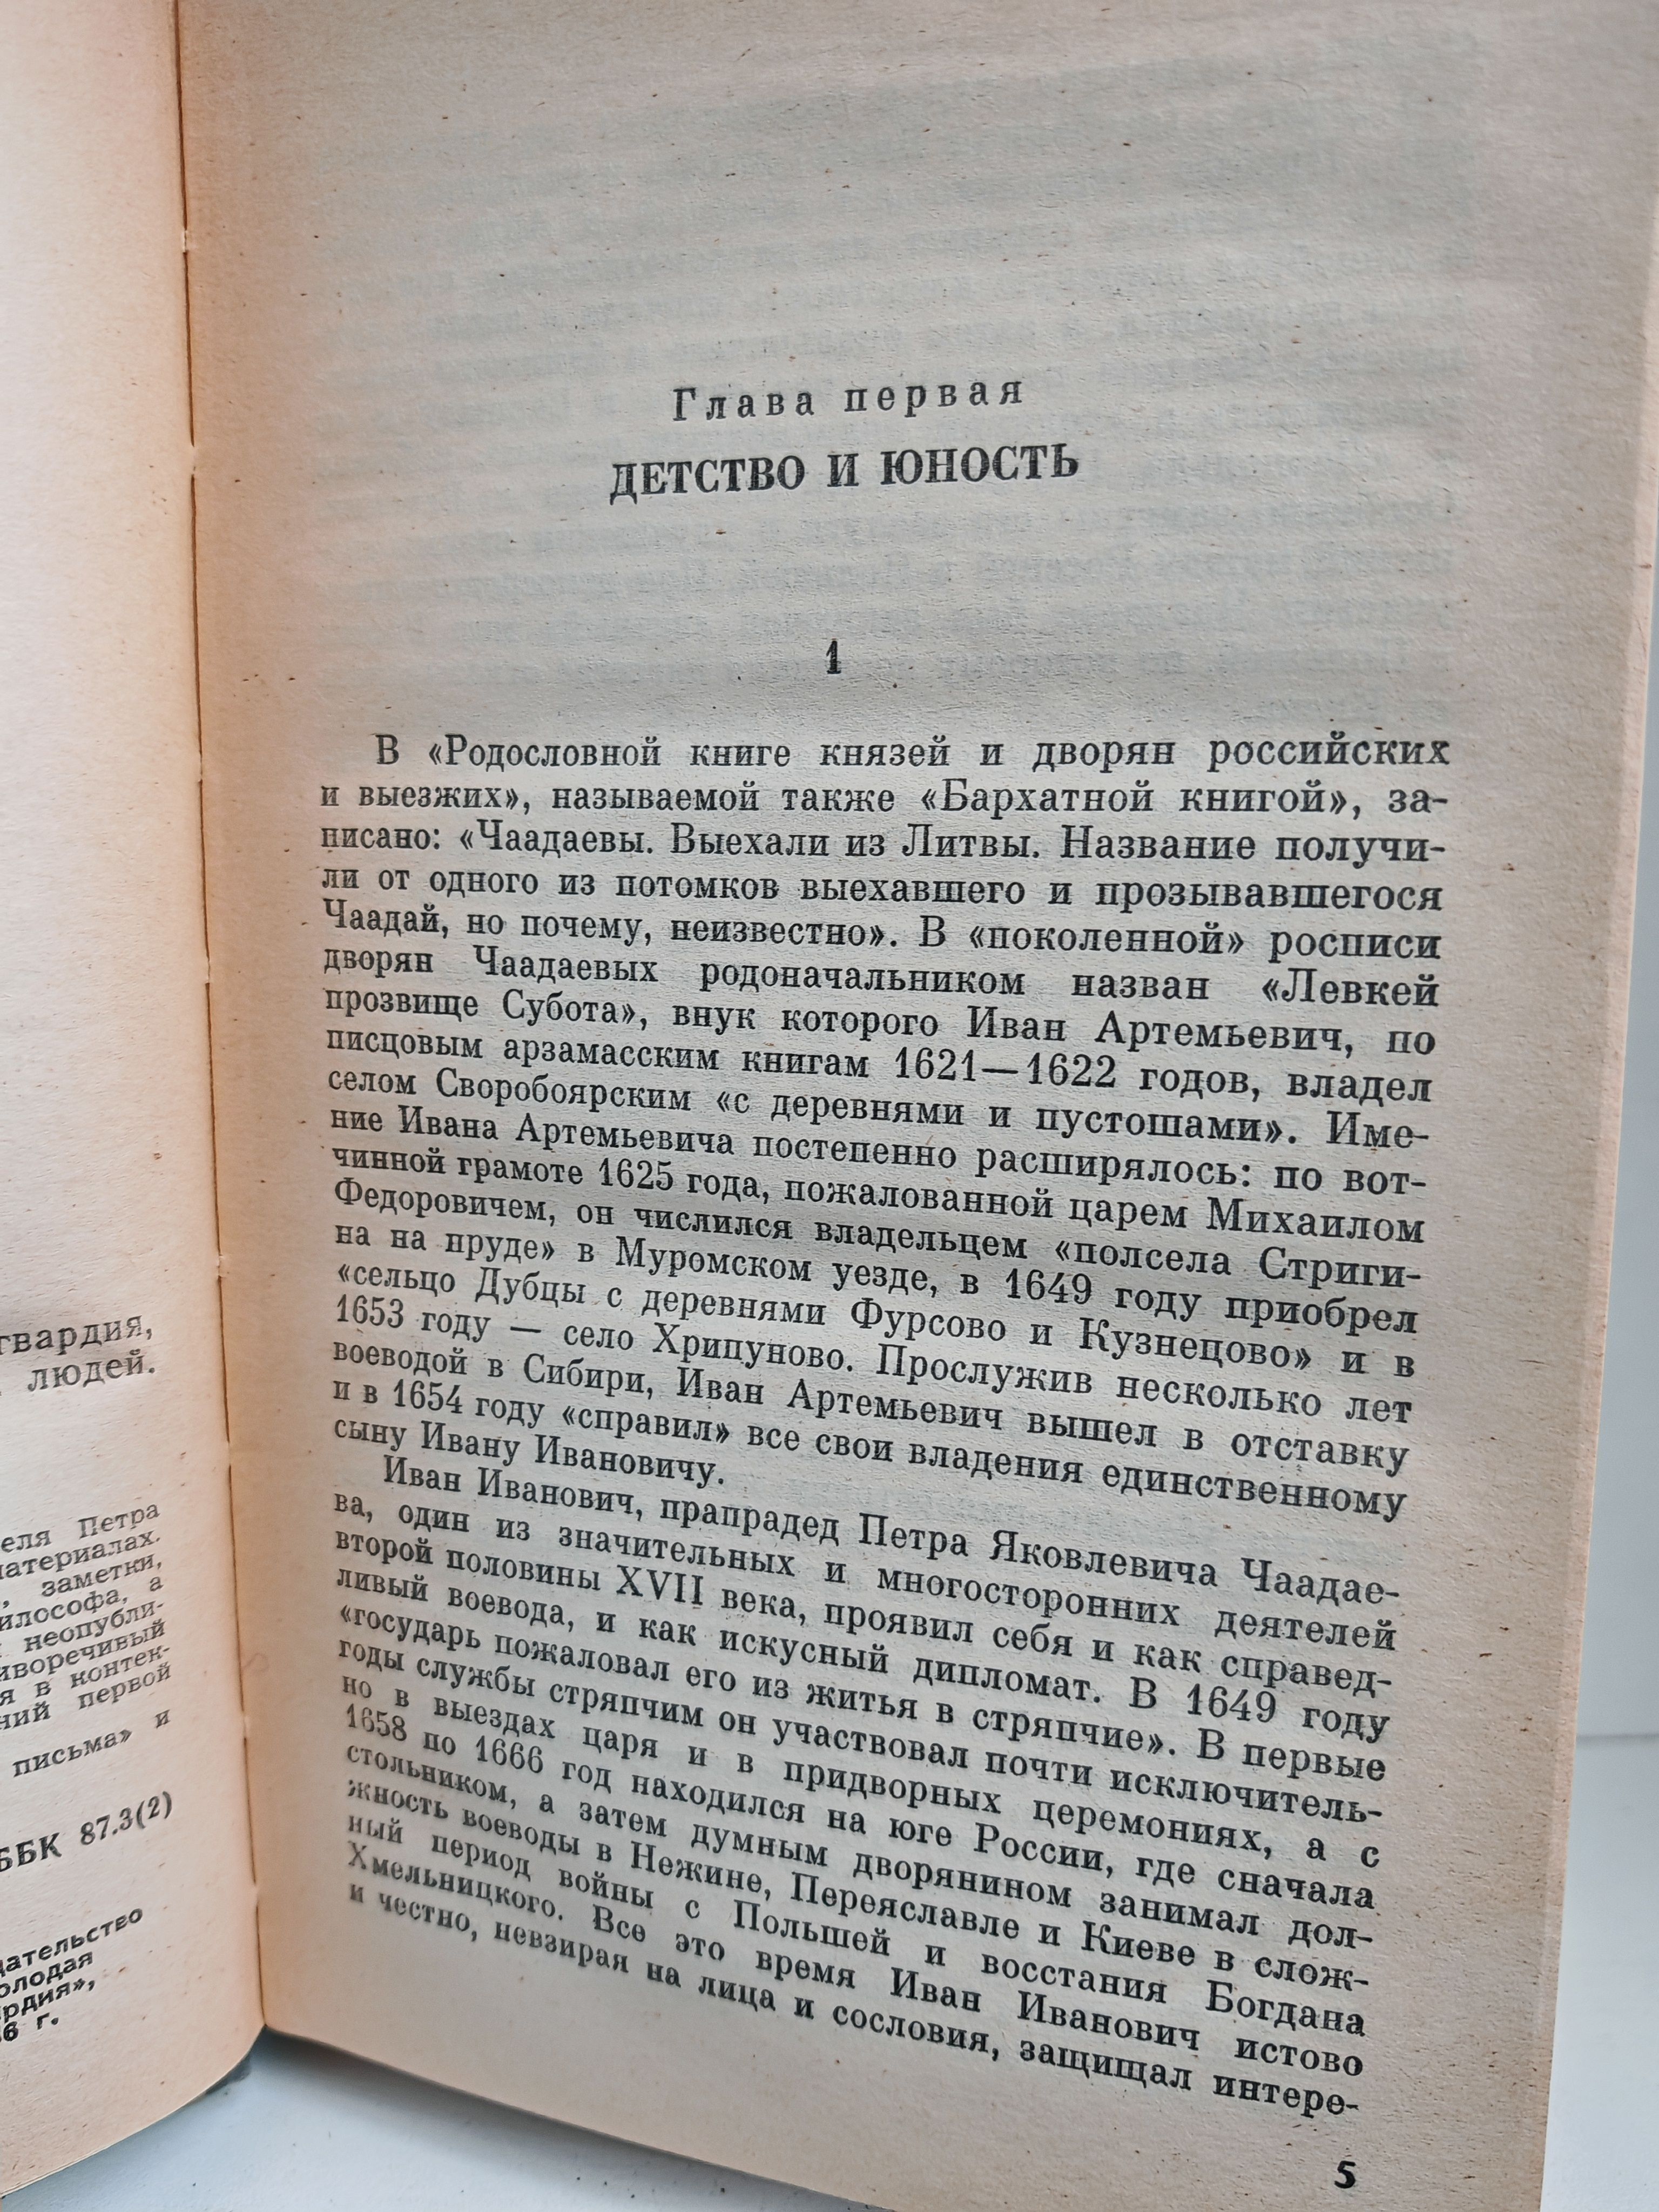 гвардия,
людей.
еля Петра
материалах.
заметки,
илософа, а
неопубли-
иворечивый
я в контек-
ний первой
письма» и
ББК 87.3(2)
дательство
олодая
рдия»,
6 г.
Глава первая
ДЕТСТВО И ЮНОСТЬ
1
В «Родословной книге князей и дворян российских
и выезжих», называемой также «Бархатной книгой», за-
писано: «Чаадаевы. Выехали из Литвы. Название получи-
ли от одного из потомков выехавшего и прозывавшегося
Чаадай, но почему, неизвестно». В «поколенной» росписи
дворян Чаадаевых родоначальником назван «Левкей
прозвище Субота», внук которого Иван Артемьевич, по
писцовым арзамасским книгам 1621—1622 годов, владел
селом Своробоярским «с деревнями и пустошами». Име-
ние Ивана Артемьевича постепенно расширялось: по вот-
чинной грамоте 1625 года, пожалованной царем Михаилом
Федоровичем, он числился владельцем «полсела Стриги-
на на пруде» в Муромском уезде, в 1649 году приобрел
«сельцо Дубцы с деревнями Фурсово и Кузнецово» и в
1653 году — село Хрипуново. Прослужив несколько лет
воеводой в Сибири, Иван Артемьевич вышел в отставку
и в 1654 году «справил» все свои владения единственному
сыну Ивану Ивановичу.
Иван Иванович, прапрадед Петра Яковлевича Чаадае-
ва, один из значительных и многосторонних деятелей
второй половины XVII века, проявил себя и как справед-
ливый воевода, и как искусный дипломат. В 1649 году
«государь пожаловал его из житья в стряпчие». В первые
годы службы стряпчим он участвовал почти исключитель-
но в выездах царя и в придворных церемониях, а с
1658 по 1666 год находился на юге России, где сначала
стольником, а затем думным дворянином занимал дол-
жность воеводы в Нежине, Переяславле и Киеве в слож-
ный период войны с Польшей и восстания Богдана
Хмельницкого. Все это время Иван Иванович истово
и честно, невзирая на лица и сословия, защищал интере-
5